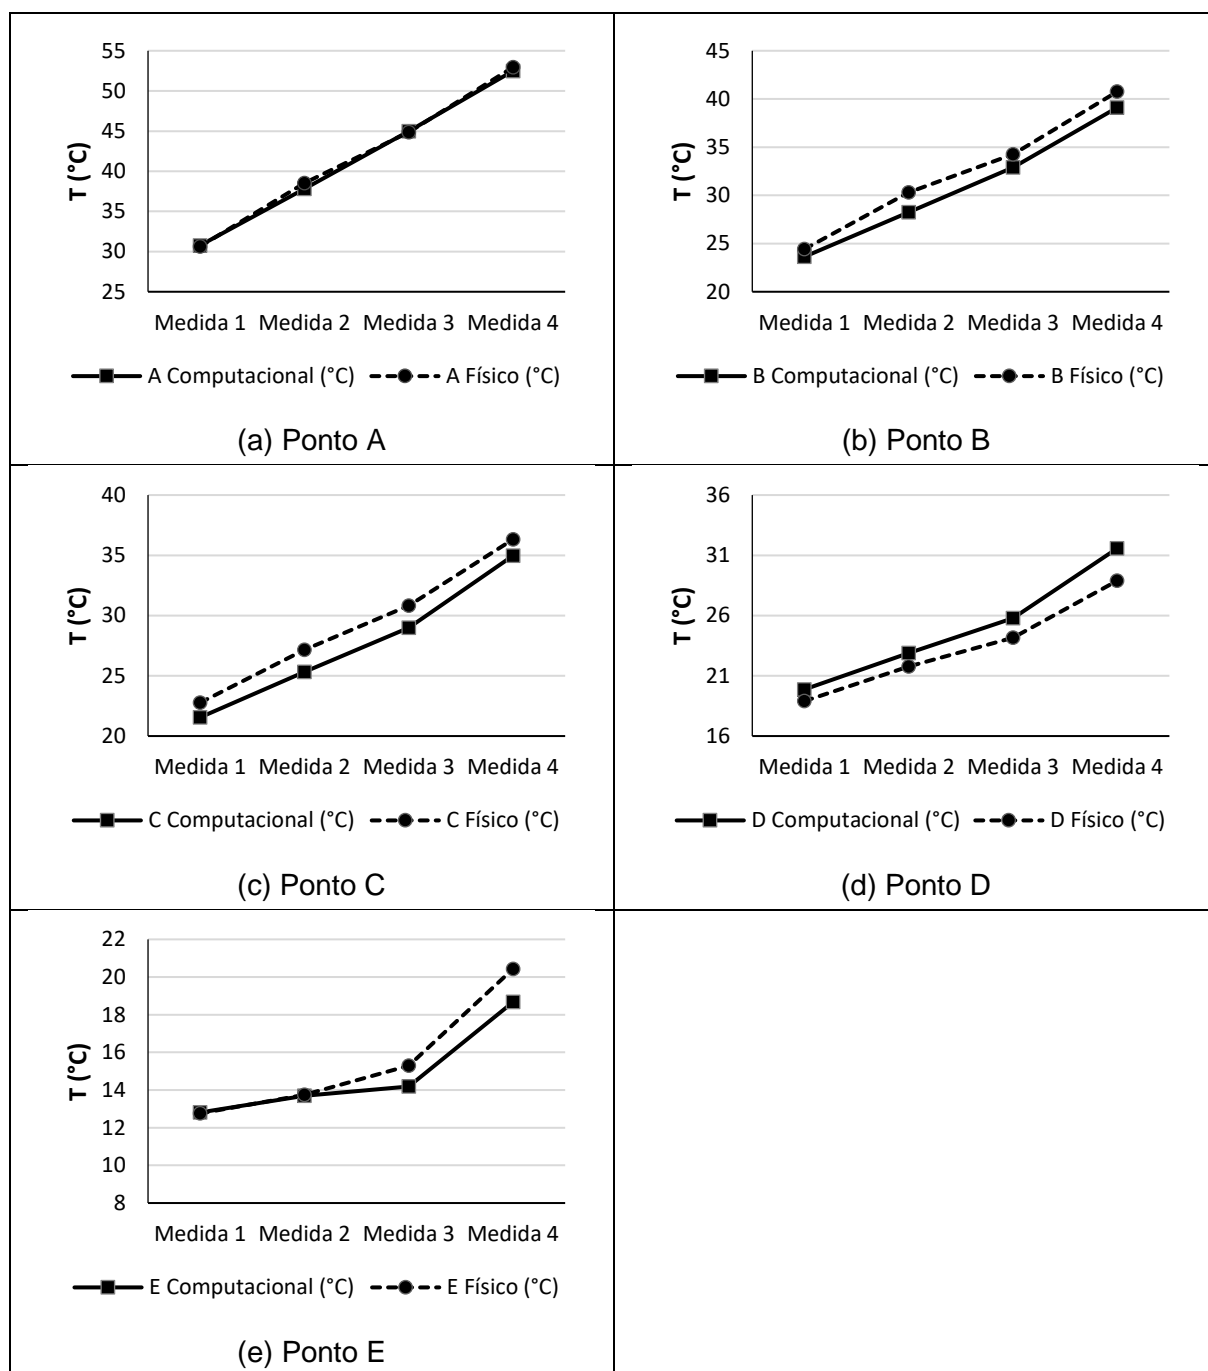 55
50
45
40
35
30
25
T (°C)
Medida 1 Medida 2 Medida 3 Medida 4
A Computacional (°C) A Físico (°C)
(a) Ponto A
45
40
35
30
25
20
T (°C)
Medida 1 Medida 2 Medida 3 Medida 4
B Computacional (°C) B Físico (°C)
(b) Ponto B
40
35
30
25
20
T (°C)
Medida 1 Medida 2 Medida 3 Medida 4
C Computacional (°C) C Físico (°C)
(c) Ponto C
36
31
26
21
16
T (°C)
Medida 1 Medida 2 Medida 3 Medida 4
D Computacional (°C) D Físico (°C)
(d) Ponto D
22
20
18
16
14
12
10
8
T (°C)
Medida 1 Medida 2 Medida 3 Medida 4
E Computacional (°C) E Físico (°C)
(e) Ponto E